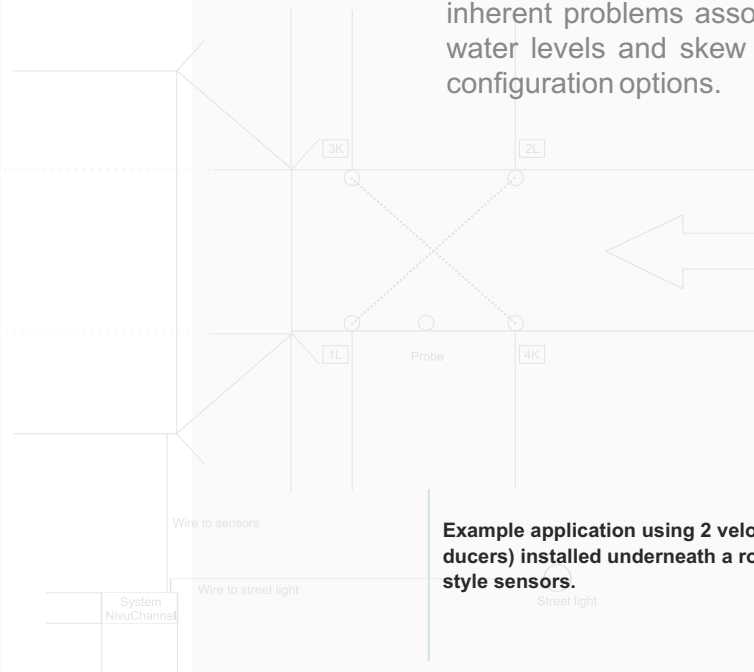 inherent problems asso
water levels and skew
configuration options.
3K
2L
1L
Probe
4K
Wire to sensors
Example application using 2 velo
ducers) installed underneath a ro
style sensors.
Wire to street light
Street light
System
NivuChannel